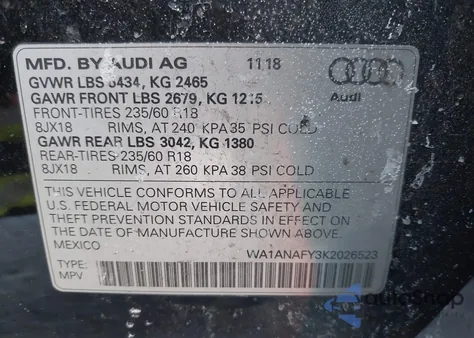 MFD. BY AUDI AG 11 18
GVWR LBS 5434, KG 2465
GAWR FRONT LBS 2679, KG 1215
FRONT-TIRES 235/60 R18
8JX18 RIMS, AT 240 KPA 35 PSI COLD
GAWR REAR LBS 3042, KG 1380
REAR-TIRES 235/60 R18
8JX18 RIMS, AT 260 KPA 38 PSI COLD
Audi
THIS VEHICLE CONFORMS TO ALL APPLICABLE
U.S. FEDERAL MOTOR VEHICLE SAFETY AND
THEFT PREVENTION STANDARDS IN EFFECT ON
THE DATE OF MANUFACTURE SHOWN ABOVE.
MEXICO
WA1ANAFY3K2026523
TYPE:
MPV